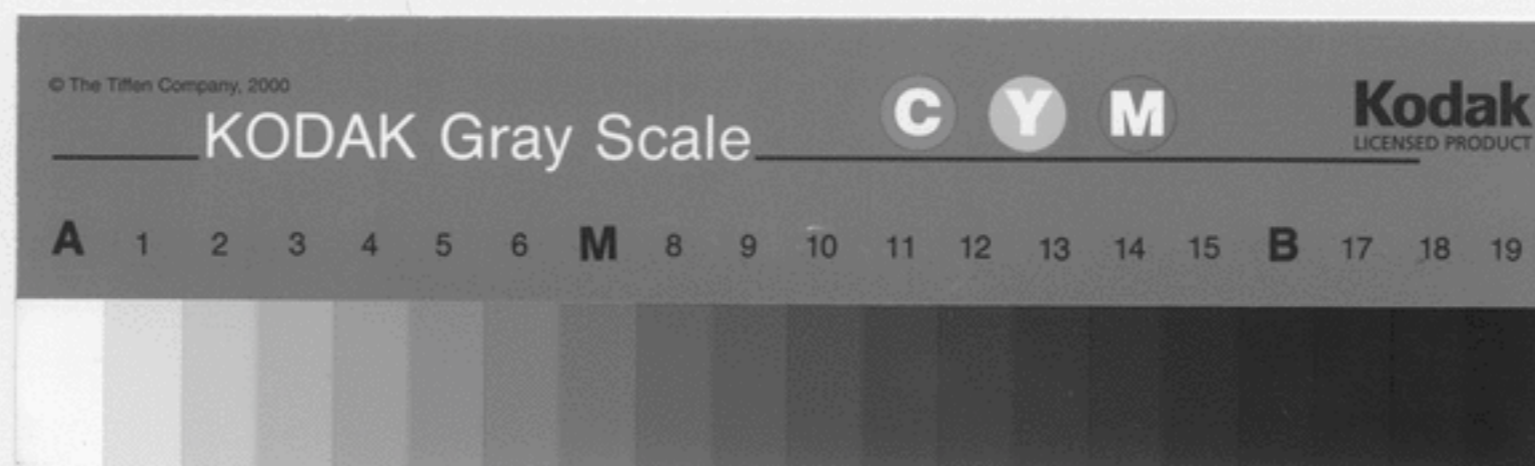 © The Tiffen Company, 2000
KODAK Gray Scale
C Y M
Kodak
LICENSED PRODUCT
A 1 2 3 4 5 6 M 8 9 10 11 12 13 14 15 B 17 18 19